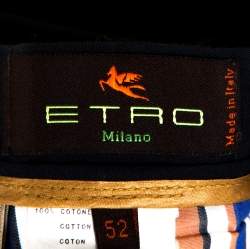 ETRO
Milano
Made in Italy
100% COTONE
COTTON
COTON
52